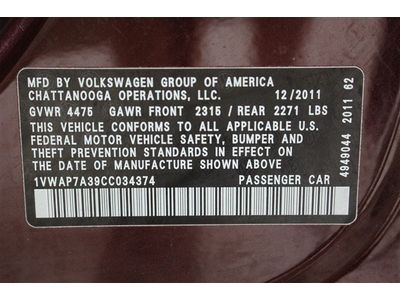 MFD BY VOLKSWAGEN GROUP OF AMERICA
CHATTANOOGA OPERATIONS, LLC. 12/2011
GVWR 4475 GAWR FRONT 2315 / REAR 2271 LBS
THIS VEHICLE CONFORMS TO ALL APPLICABLE U.S.
FEDERAL MOTOR VEHICLE SAFETY, BUMPER AND
THEFT PREVENTION STANDARDS IN EFFECT ON
THE DATE OF MANUFACTURE SHOWN ABOVE
1VWAP7A39CC034374 PASSENGER CAR
4949044 2011 62